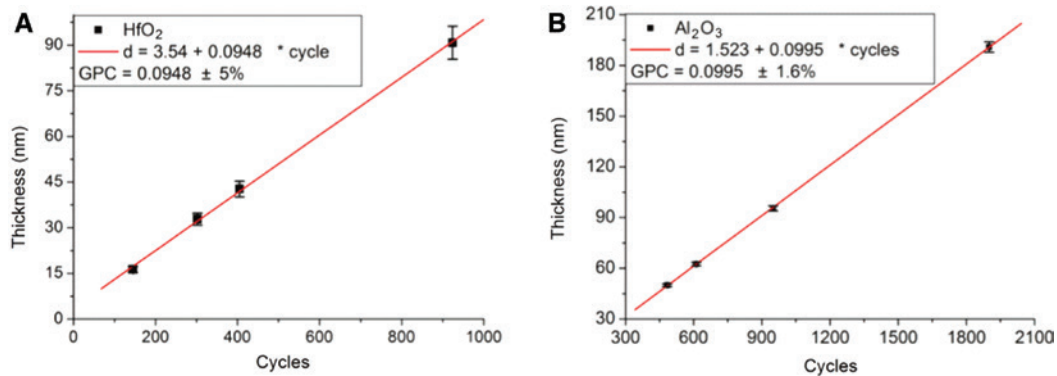 A
HfO₂
d = 3.54 + 0.0948 * cycle
GPC = 0.0948 ± 5%
90
75
60
45
30
15
0
Thickness (nm)
0 200 400 600 800 1000
Cycles
B
Al₂O₃
d = 1.523 + 0.0995 * cycles
GPC = 0.0995 ± 1.6%
210
180
150
120
90
60
30
Thickness (nm)
300 600 900 1200 1500 1800 2100
Cycles